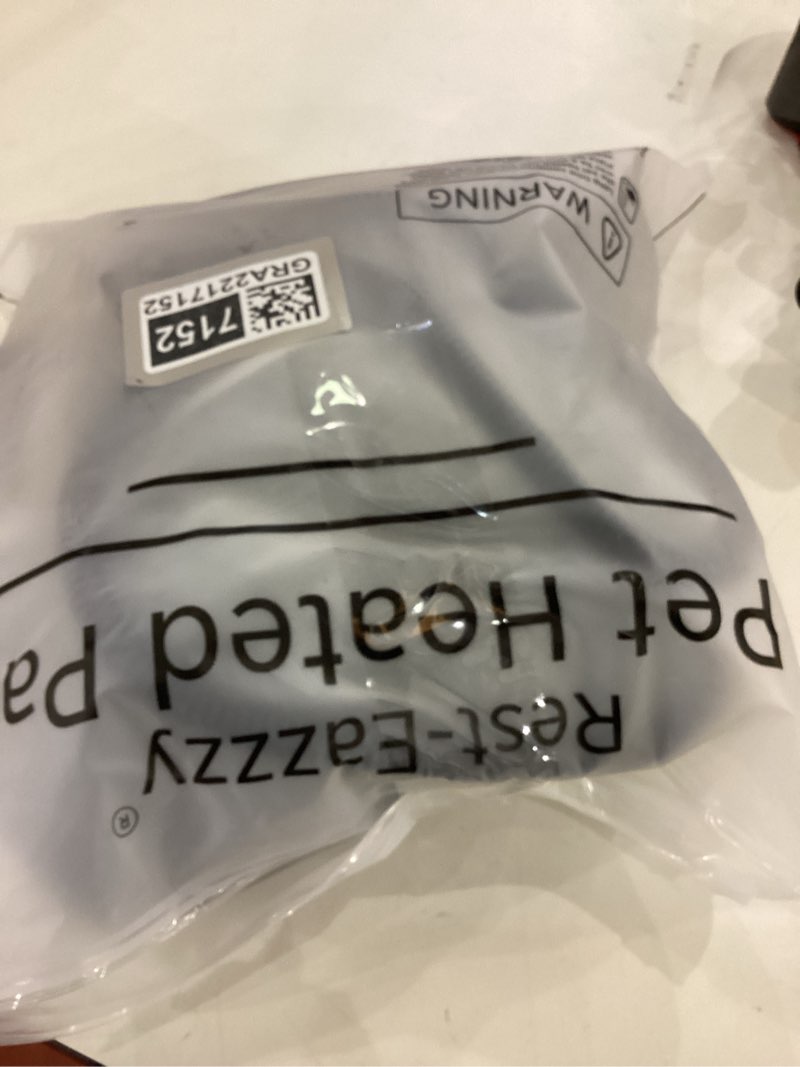 ®
Rest-Eazzzy
Pet Heated Pa
7152
GRA2217152
WARNING